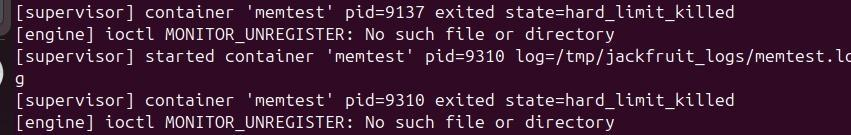 [supervisor] container 'memtest' pid=9137 exited state=hard_limit_killed
[engine] ioctl MONITOR_UNREGISTER: No such file or directory
[supervisor] started container 'memtest' pid=9310 log=/tmp/jackfruit_logs/memtest.lo
g
[supervisor] container 'memtest' pid=9310 exited state=hard_limit_killed
[engine] ioctl MONITOR_UNREGISTER: No such file or directory